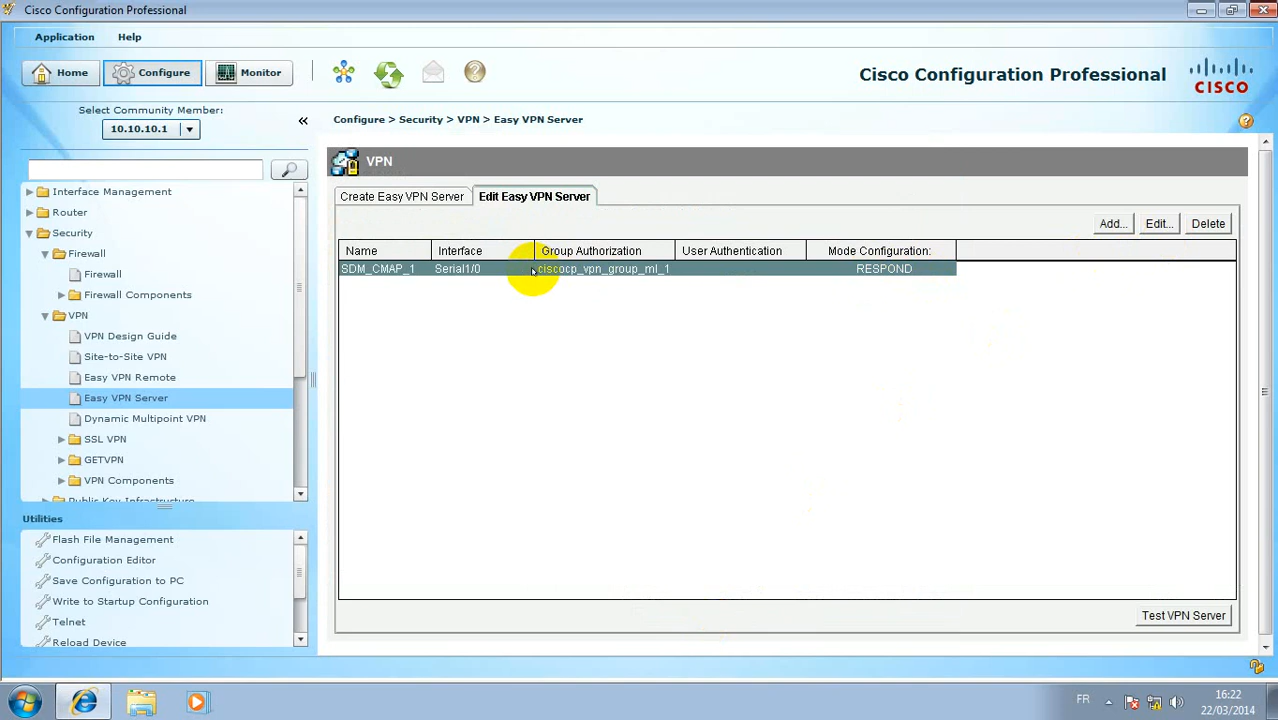 Cisco Configuration Professional
Application Help
Home Configure Monitor
Cisco Configuration Professional
CISCO
Select Community Member:
10.10.10.1
«
Configure > Security > VPN > Easy VPN Server
VPN
Create Easy VPN Server Edit Easy VPN Server
Add... Edit... Delete
Name Interface Group Authorization User Authentication Mode Configuration:
SDM_CMAP_1 Serial1/0 ciscocp_vpn_group_ml_1 RESPOND
Test VPN Server
Interface Management
Router
Security
Firewall
Firewall
Firewall Components
VPN
VPN Design Guide
Site-to-Site VPN
Easy VPN Remote
Easy VPN Server
Dynamic Multipoint VPN
SSL VPN
GETVPN
VPN Components
Public Key Infrastructure
Utilities
Flash File Management
Configuration Editor
Save Configuration to PC
Write to Startup Configuration
Telnet
Reload Device
FR
16:22
22/03/2014